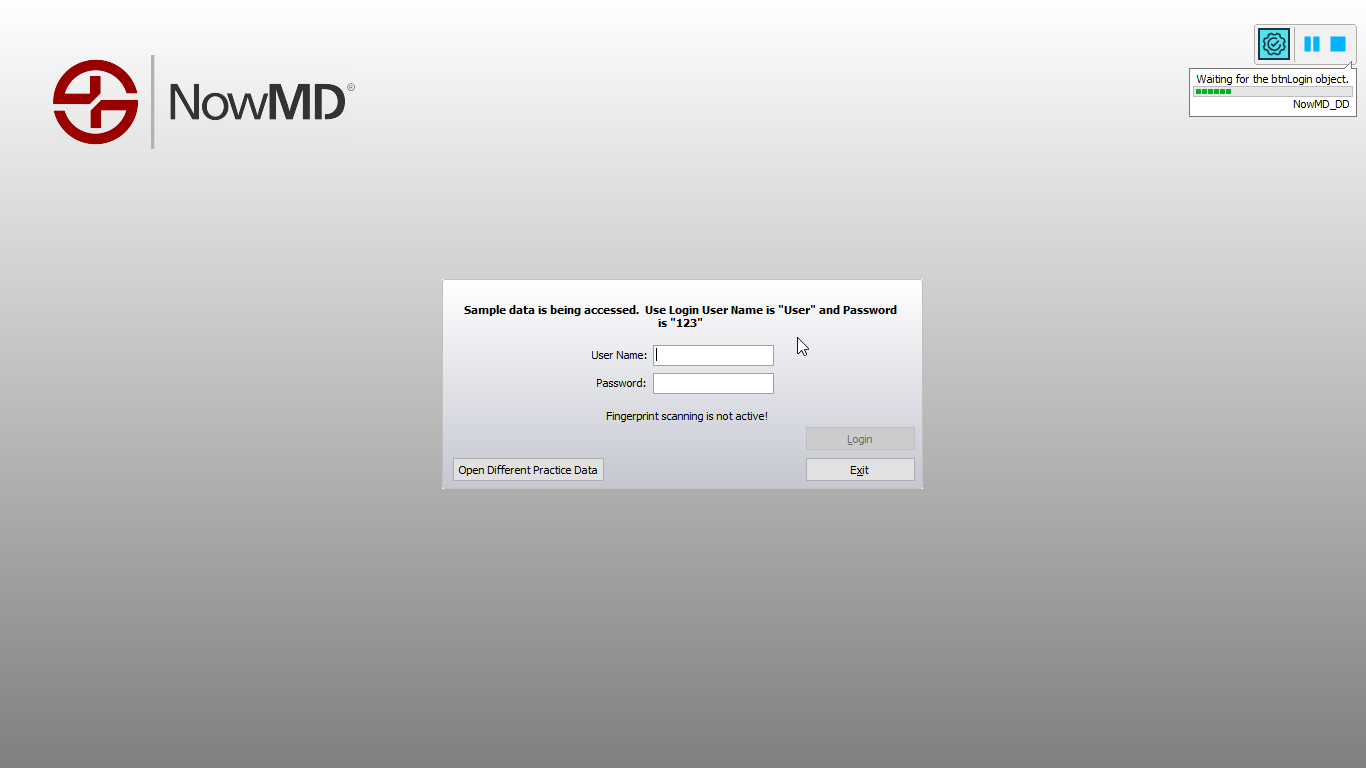 NowMD®
Waiting for the btnLogin object.
NowMD_DD
Sample data is being accessed.  Use Login User Name is "User" and Password
is "123"
User Name:
Password:
Fingerprint scanning is not active!
Login
Open Different Practice Data
Exit